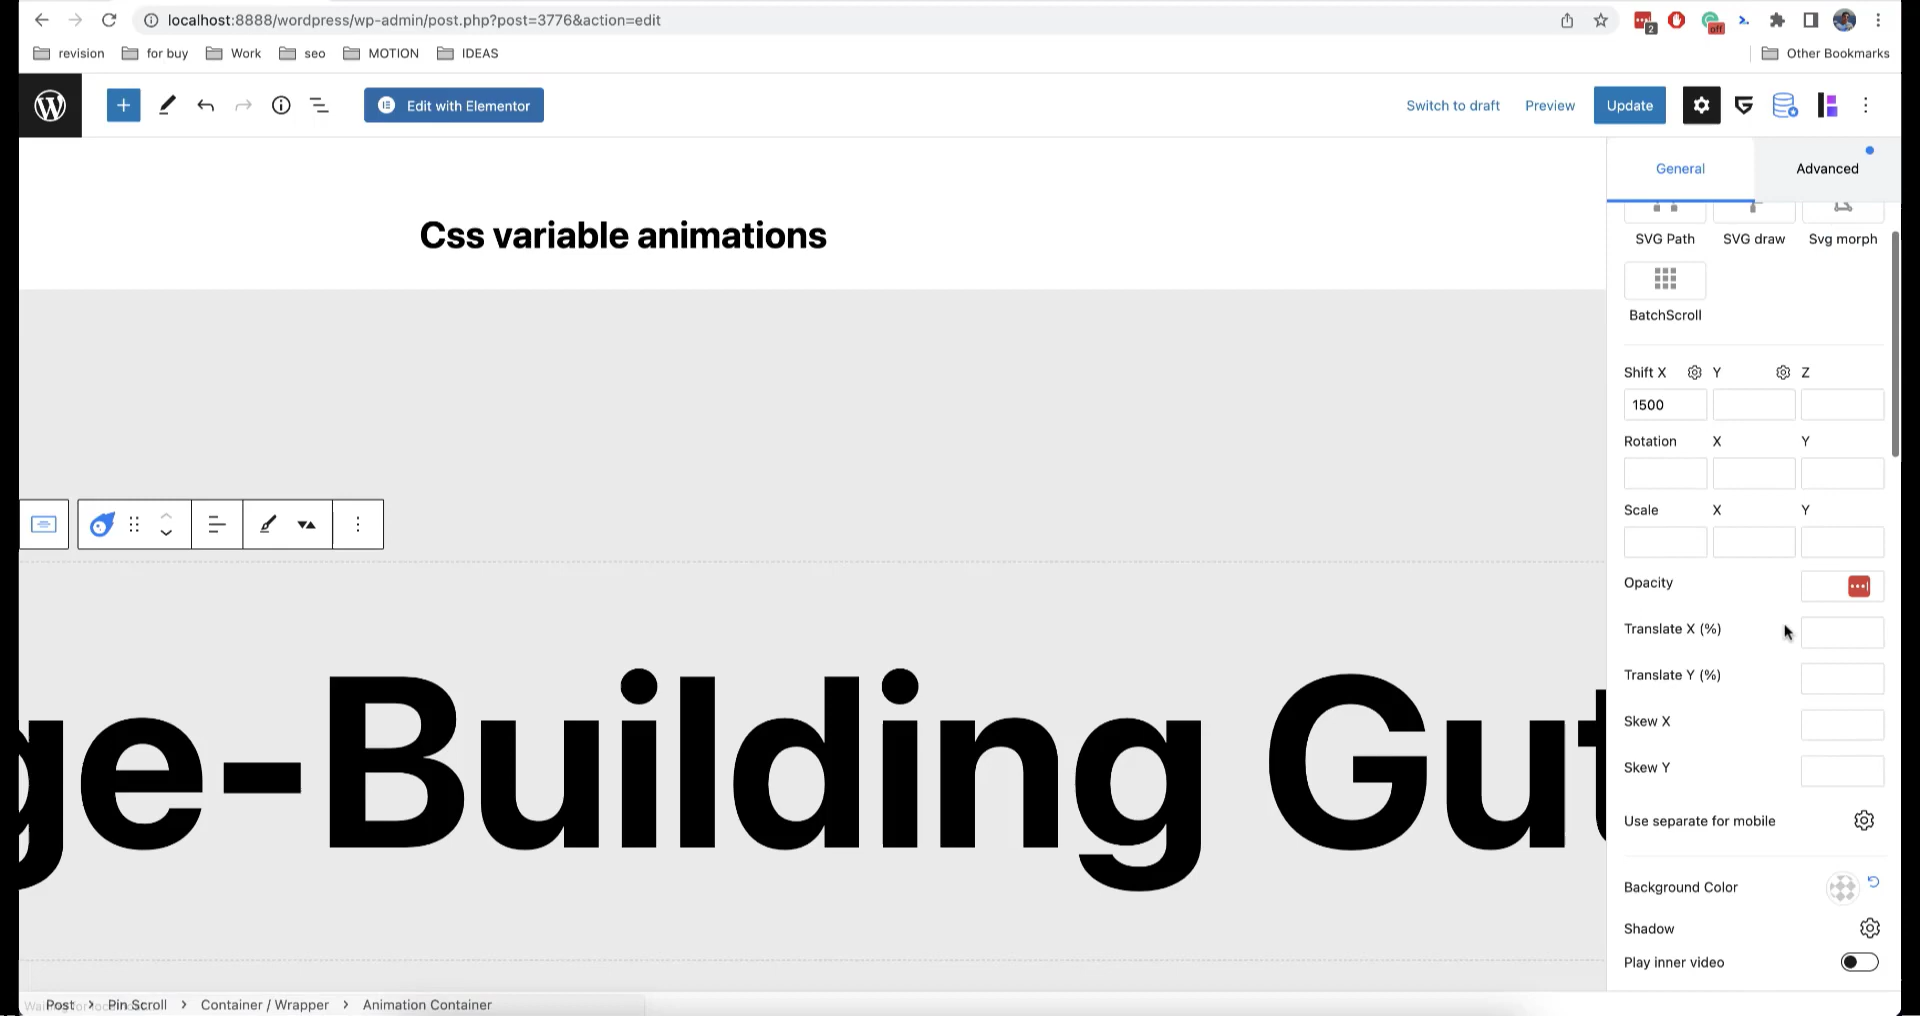 localhost:8888/wordpress/wp-admin/post.php?post=3776&action=edit
2
off
revision for buy Work seo MOTION IDEAS Other Bookmarks
+ Edit with Elementor Switch to draft Preview Update
General Advanced
Css variable animations
SVG Path SVG draw Svg morph
BatchScroll
Shift X Y Z
1500
Rotation X Y
Scale X Y
Opacity
Translate X (%)
Translate Y (%)
Skew X
Skew Y
ge-Building Gut
Use separate for mobile
Background Color
Shadow
Play inner video
Post > Pin Scroll > Container / Wrapper > Animation Container